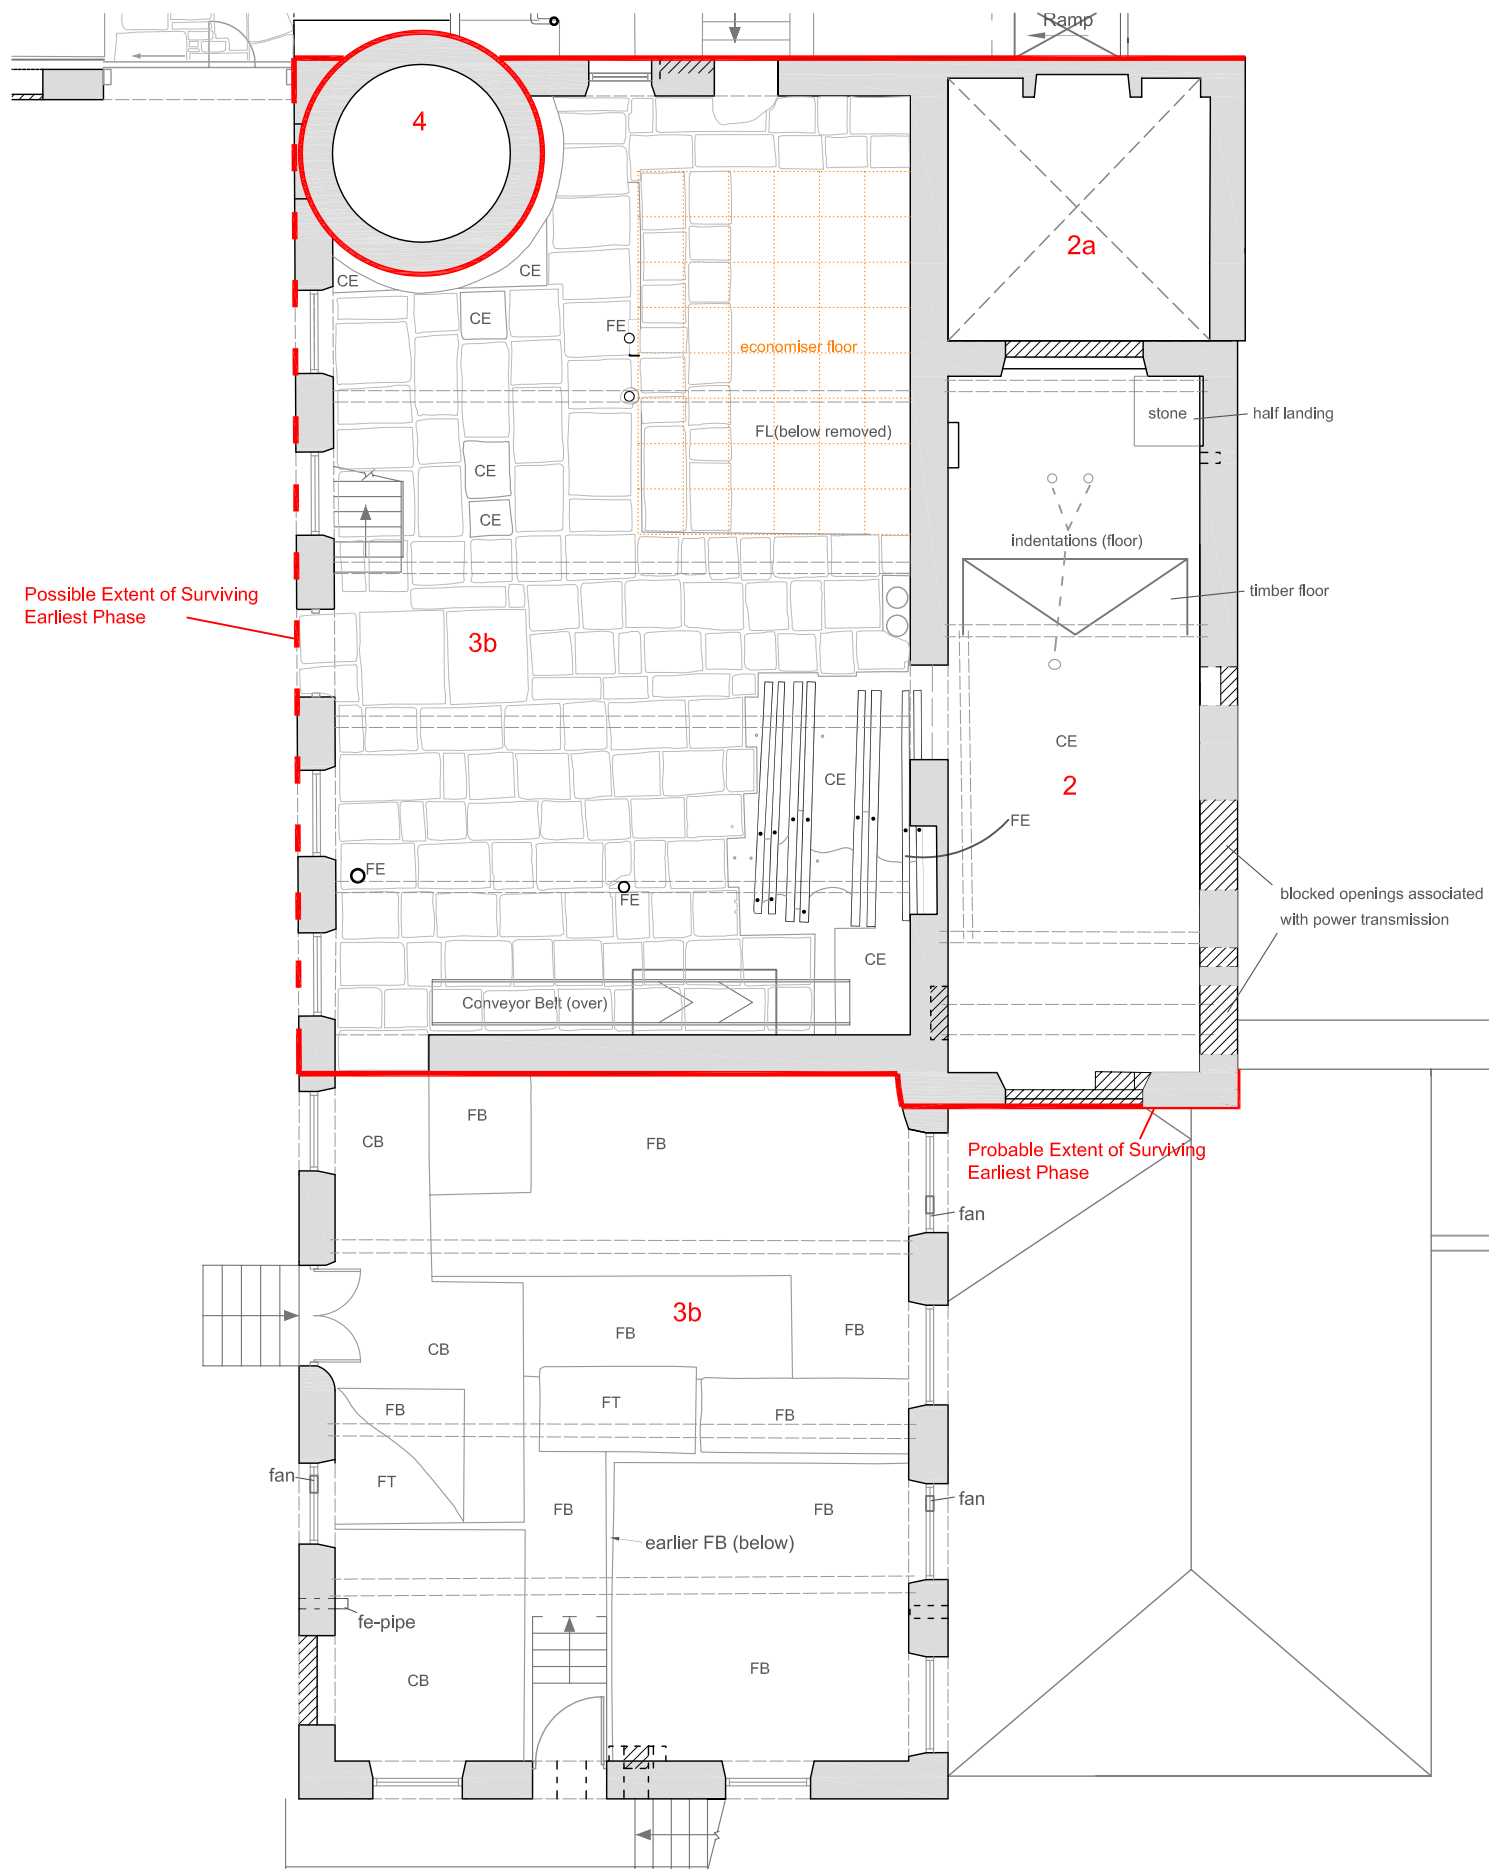 Ramp
4
2a
CE
CE
CE
FE
economiser floor
stone
half landing
FL(below removed)
CE
CE
indentations (floor)
Possible Extent of Surviving
Earliest Phase
timber floor
3b
CE
CE
2
FE
FE
FE
blocked openings associated
with power transmission
CE
Conveyor Belt (over)
FB
CB
FB
Probable Extent of Surviving
Earliest Phase
fan
3b
FB
FB
CB
FB
FT
FB
fan
FT
FB
FB
fan
earlier FB (below)
fe-pipe
CB
FB